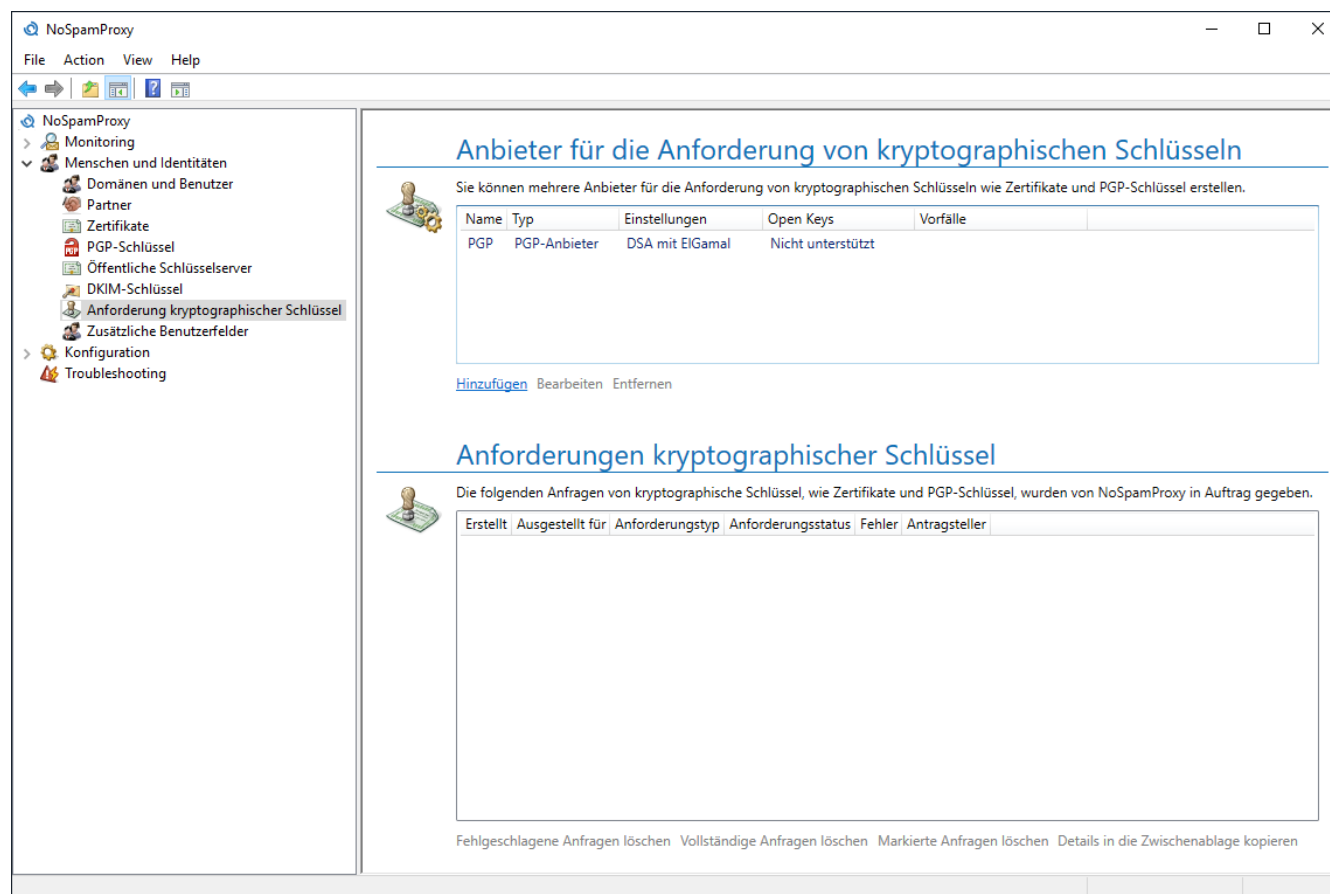 NoSpamProxy
File Action View Help
NoSpamProxy
Monitoring
Menschen und Identitäten
Domänen und Benutzer
Partner
Zertifikate
PGP-Schlüssel
Öffentliche Schlüsselserver
DKIM-Schlüssel
Anforderung kryptographischer Schlüssel
Zusätzliche Benutzerfelder
Konfiguration
Troubleshooting
Anbieter für die Anforderung von kryptographischen Schlüsseln
Sie können mehrere Anbieter für die Anforderung von kryptographischen Schlüsseln wie Zertifikate und PGP-Schlüssel erstellen.
Name Typ Einstellungen Open Keys Vorfälle
PGP PGP-Anbieter DSA mit ElGamal Nicht unterstützt
Hinzufügen Bearbeiten Entfernen
Anforderungen kryptographischer Schlüssel
Die folgenden Anfragen von kryptographische Schlüssel, wie Zertifikate und PGP-Schlüssel, wurden von NoSpamProxy in Auftrag gegeben.
Erstellt Ausgestellt für Anforderungstyp Anforderungsstatus Fehler Antragsteller
Fehlgeschlagene Anfragen löschen Vollständige Anfragen löschen Markierte Anfragen löschen Details in die Zwischenablage kopieren